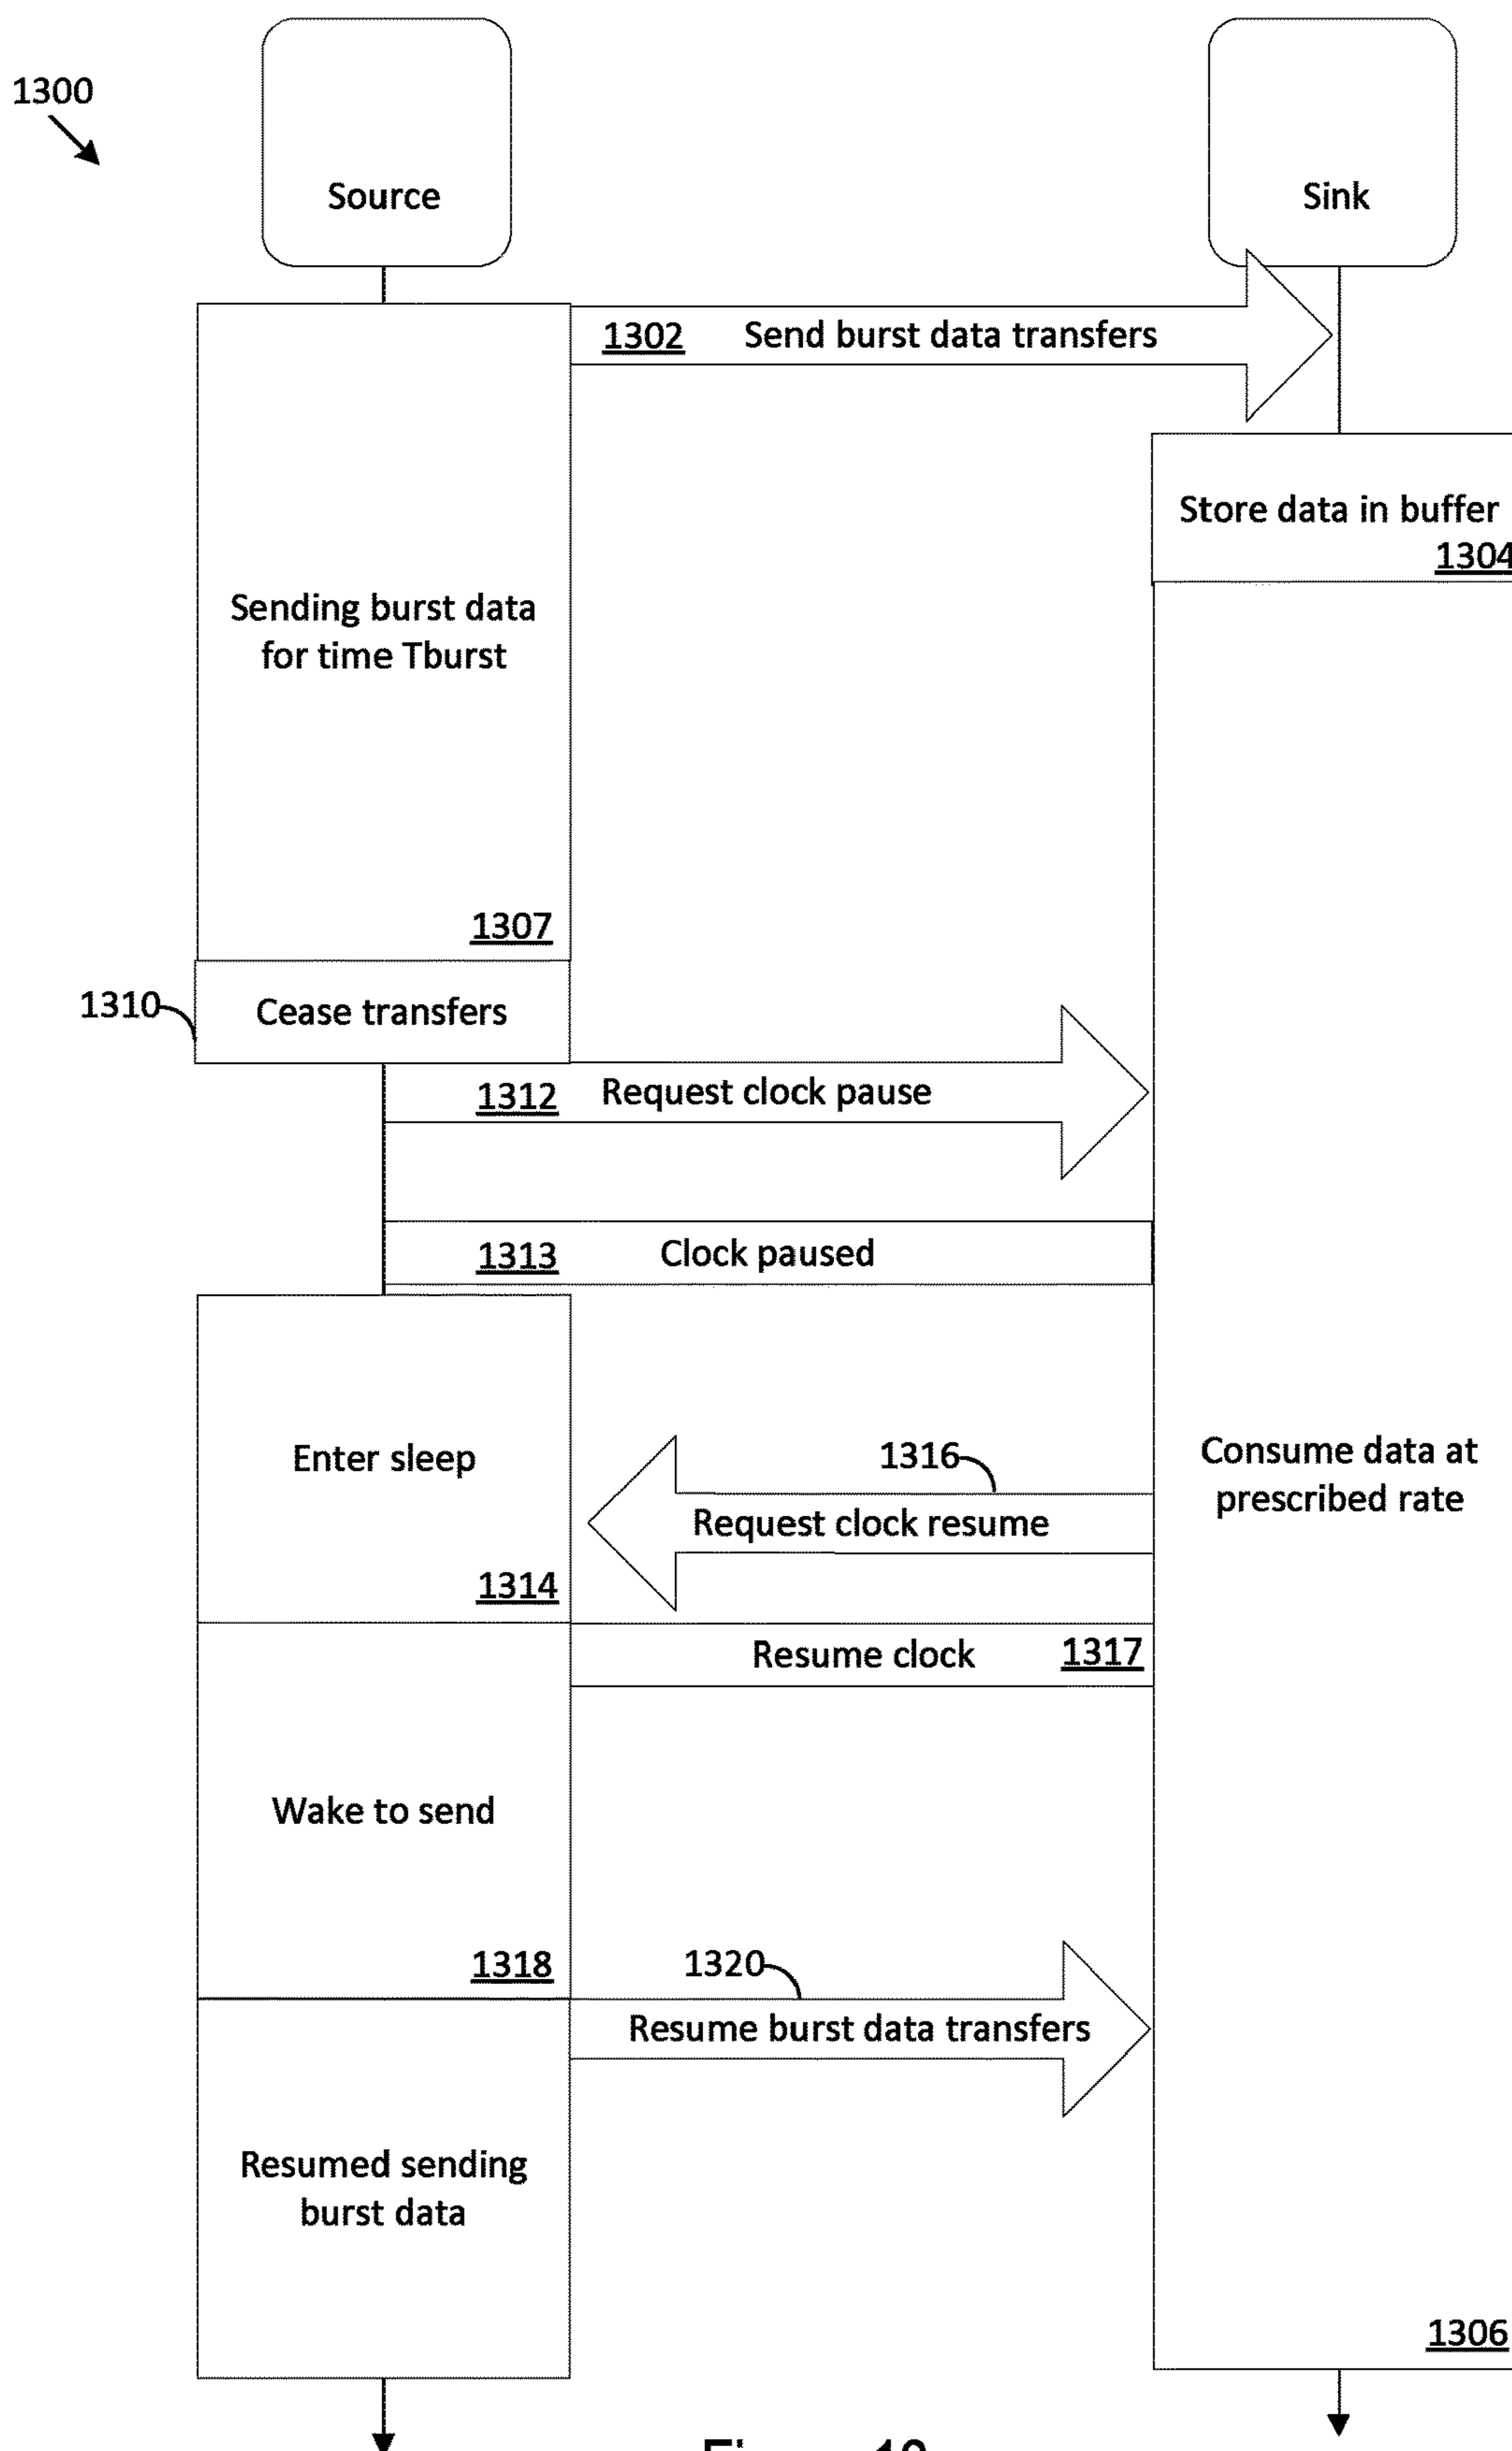 1300
Source
Sink
1302 Send burst data transfers
Store data in buffer
1304
Sending burst data
for time Tburst
1307
1310
Cease transfers
1312 Request clock pause
1313 Clock paused
Enter sleep
1314
1316
Request clock resume
Consume data at
prescribed rate
Resume clock 1317
Wake to send
1318
1320
Resume burst data transfers
Resumed sending
burst data
1306